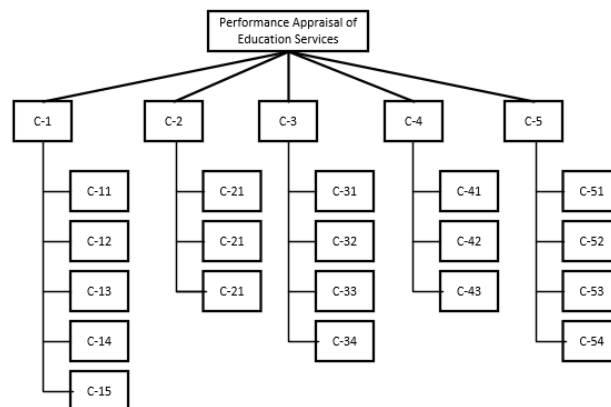 Performance Appraisal of
Education Services
C-1
C-2
C-3
C-4
C-5
C-11
C-21
C-31
C-41
C-51
C-12
C-21
C-32
C-42
C-52
C-13
C-21
C-33
C-43
C-53
C-14
C-34
C-54
C-15